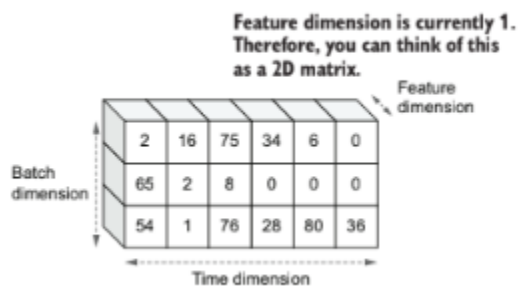 Feature dimension is currently 1.
Therefore, you can think of this
as a 2D matrix.
Feature
dimension
2 16 75 34 6 0
Batch
dimension
65 2 8 0 0 0
54 1 76 28 80 36
Time dimension